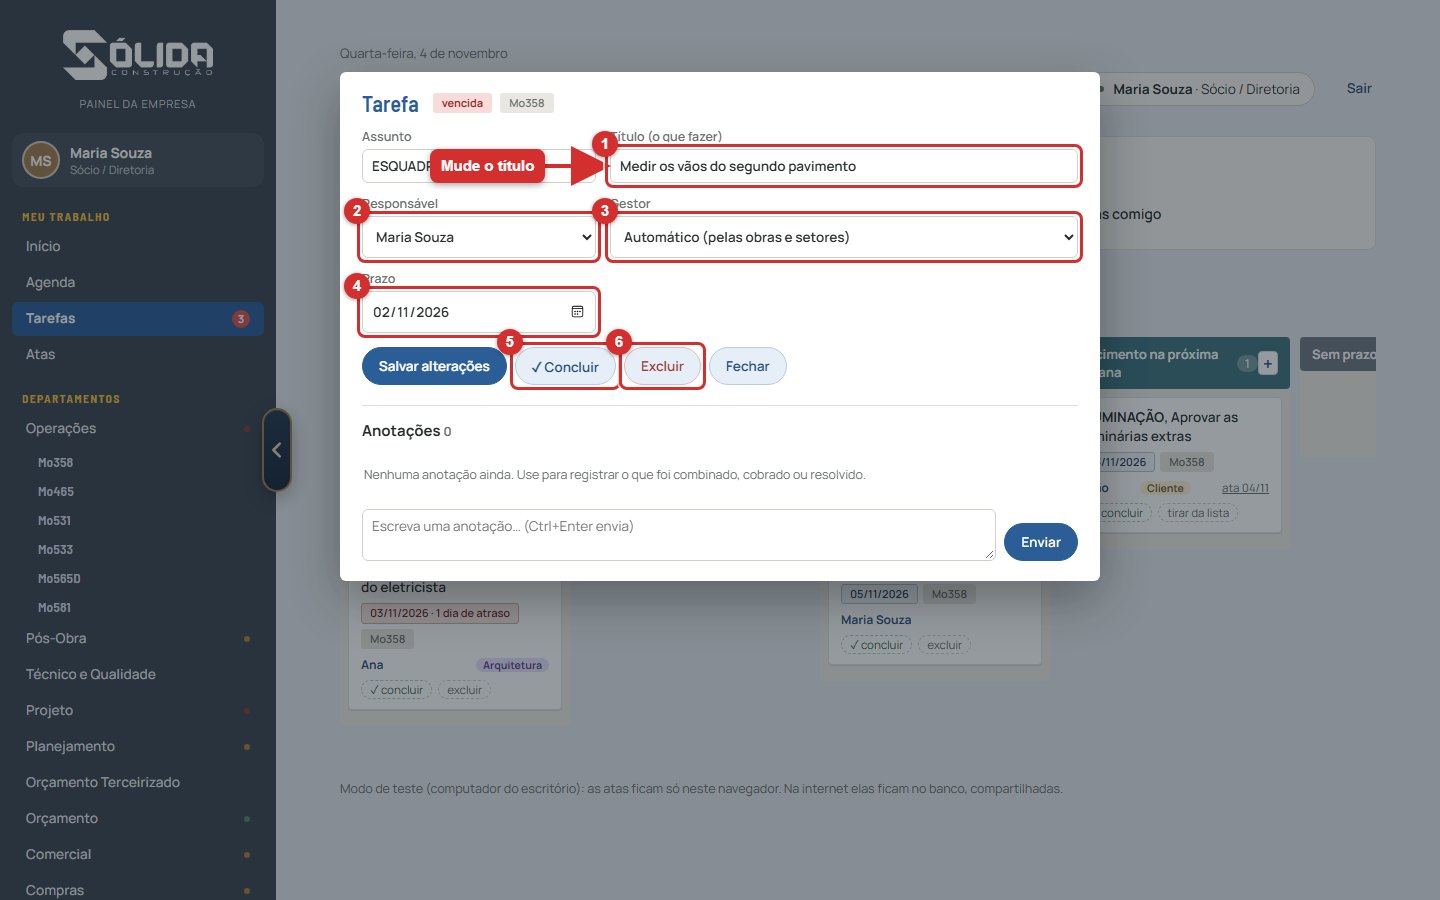 SÓLIDA
CONSTRUÇÃO
PAINEL DA EMPRESA
MS
Maria Souza
Sócio / Diretoria
MEU TRABALHO
Início
Agenda
Tarefas 3
Atas
DEPARTAMENTOS
Operações
Mo358
Mo465
Mo531
Mo533
Mo565D
Mo581
Pós-Obra
Técnico e Qualidade
Projeto
Planejamento
Orçamento Terceirizado
Orçamento
Comercial
Compras
Quarta-feira, 4 de novembro
Maria Souza · Sócio / Diretoria
Sair
Tarefa vencida Mo358
Assunto
Título (o que fazer)
1
Mude o título
Medir os vãos do segundo pavimento
2 Responsável
3 Gestor
Maria Souza
Automático (pelas obras e setores)
4 Prazo
02/11/2026
5 6
Salvar alterações ✓ Concluir Excluir Fechar
Anotações 0
Nenhuma anotação ainda. Use para registrar o que foi combinado, cobrado ou resolvido.
Escreva uma anotação... (Ctrl+Enter envia)
Enviar
comigo
na próxima
1 +
Sem prazo
Aprovar as
extras
/11/2026 Mo358
Cliente ata 04/11
concluir tirar da lista
do eletricista
03/11/2026 · 1 dia de atraso
Mo358
Ana Arquitetura
✓ concluir excluir
05/11/2026 Mo358
Maria Souza
✓ concluir excluir
Modo de teste (computador do escritório): as atas ficam só neste navegador. Na internet elas ficam no banco, compartilhadas.